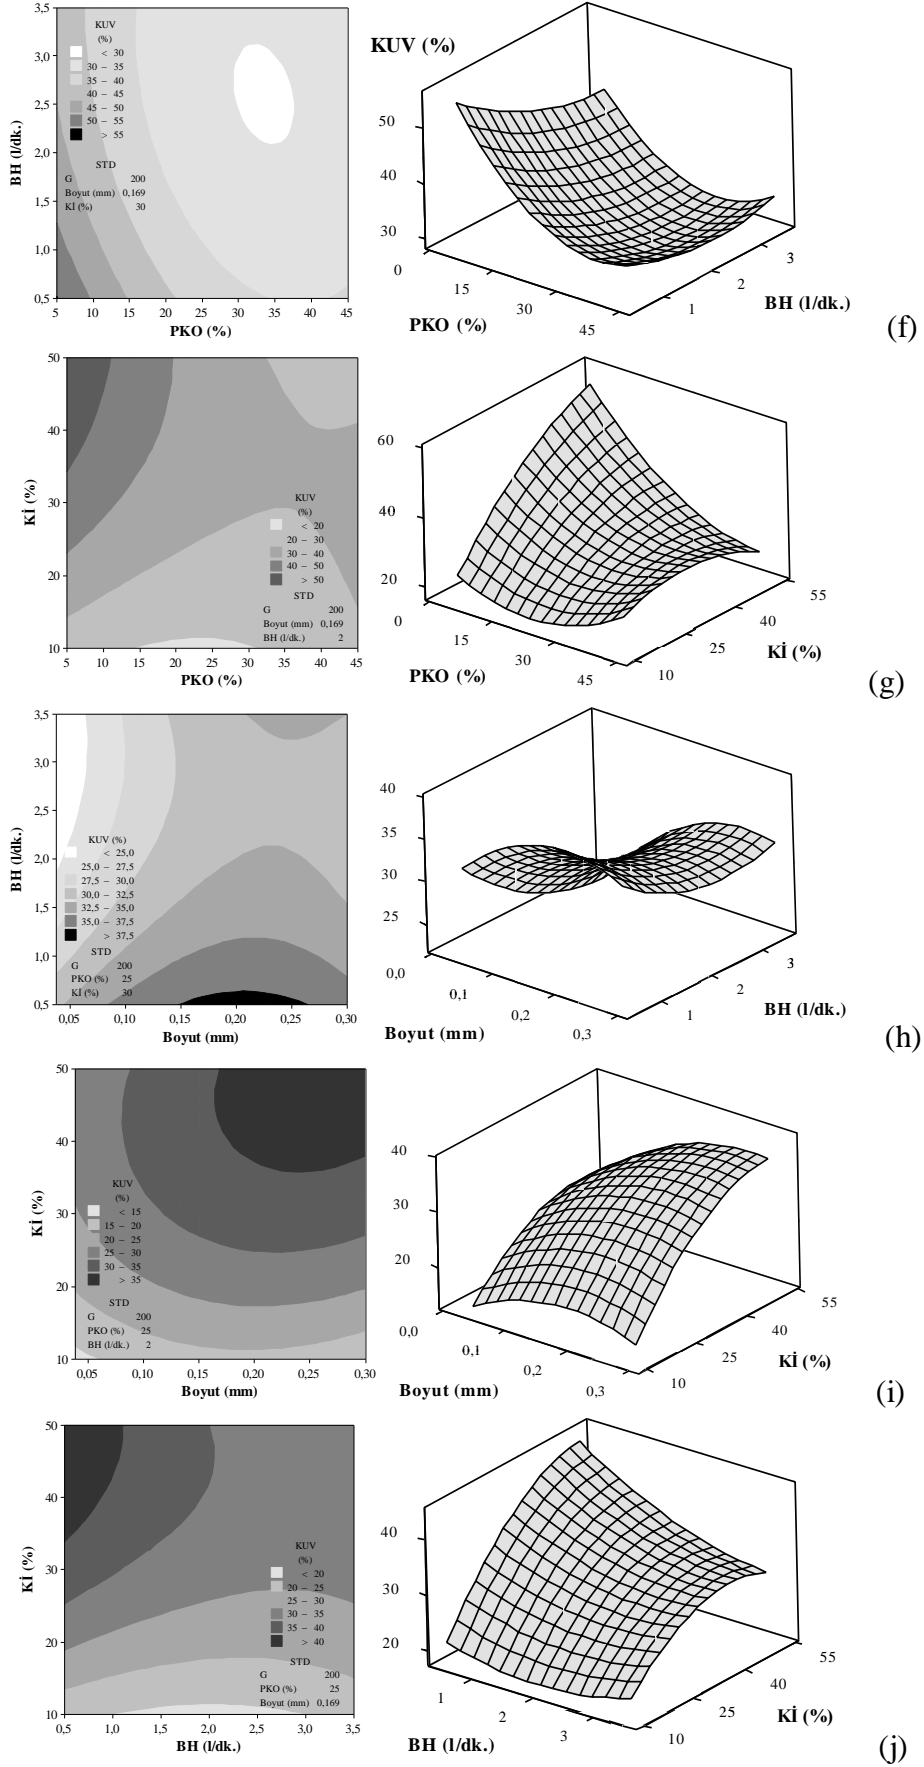 3,5
3,0
2,5
2,0
1,5
1,0
0,5
BH (l/dk.)
KUV
(%)
< 30
30 – 35
35 – 40
40 – 45
45 – 50
50 – 55
> 55
STD
G 200
Boyut (mm) 0,169
Kİ (%) 30
5 10 15 20 25 30 35 40 45
PKO (%)
KUV (%)
50
40
30
0 15 30 45
PKO (%)
1 2 3
BH (l/dk.)
(f)
50
40
30
20
10
Kİ (%)
KUV
(%)
< 20
20 – 30
30 – 40
40 – 50
> 50
STD
G 200
Boyut (mm) 0,169
BH (l/dk.) 2
5 10 15 20 25 30 35 40 45
PKO (%)
60
40
20
0 15 30 45
PKO (%)
10 25 40 55
Kİ (%)
(g)
3,5
3,0
2,5
2,0
1,5
1,0
0,5
BH (l/dk.)
KUV (%)
< 25,0
25,0 – 27,5
27,5 – 30,0
30,0 – 32,5
32,5 – 35,0
35,0 – 37,5
> 37,5
STD
G 200
PKO (%) 25
Kİ (%) 30
0,05 0,10 0,15 0,20 0,25 0,30
Boyut (mm)
40
35
30
25
0,0 0,1 0,2 0,3
Boyut (mm)
1 2 3
BH (l/dk.)
(h)
50
40
30
20
10
Kİ (%)
KUV
(%)
< 15
15 – 20
20 – 25
25 – 30
30 – 35
> 35
STD
G 200
PKO (%) 25
BH (l/dk.) 2
0,05 0,10 0,15 0,20 0,25 0,30
Boyut (mm)
40
30
20
0,0 0,1 0,2 0,3
Boyut (mm)
10 25 40 55
Kİ (%)
(i)
50
40
30
20
10
Kİ (%)
KUV
(%)
< 20
20 – 25
25 – 30
30 – 35
35 – 40
> 40
STD
G 200
PKO (%) 25
Boyut (mm) 0,169
0,5 1,0 1,5 2,0 2,5 3,0 3,5
BH (l/dk.)
40
30
20
1 2 3
BH (l/dk.)
10 25 40 55
Kİ (%)
(j)